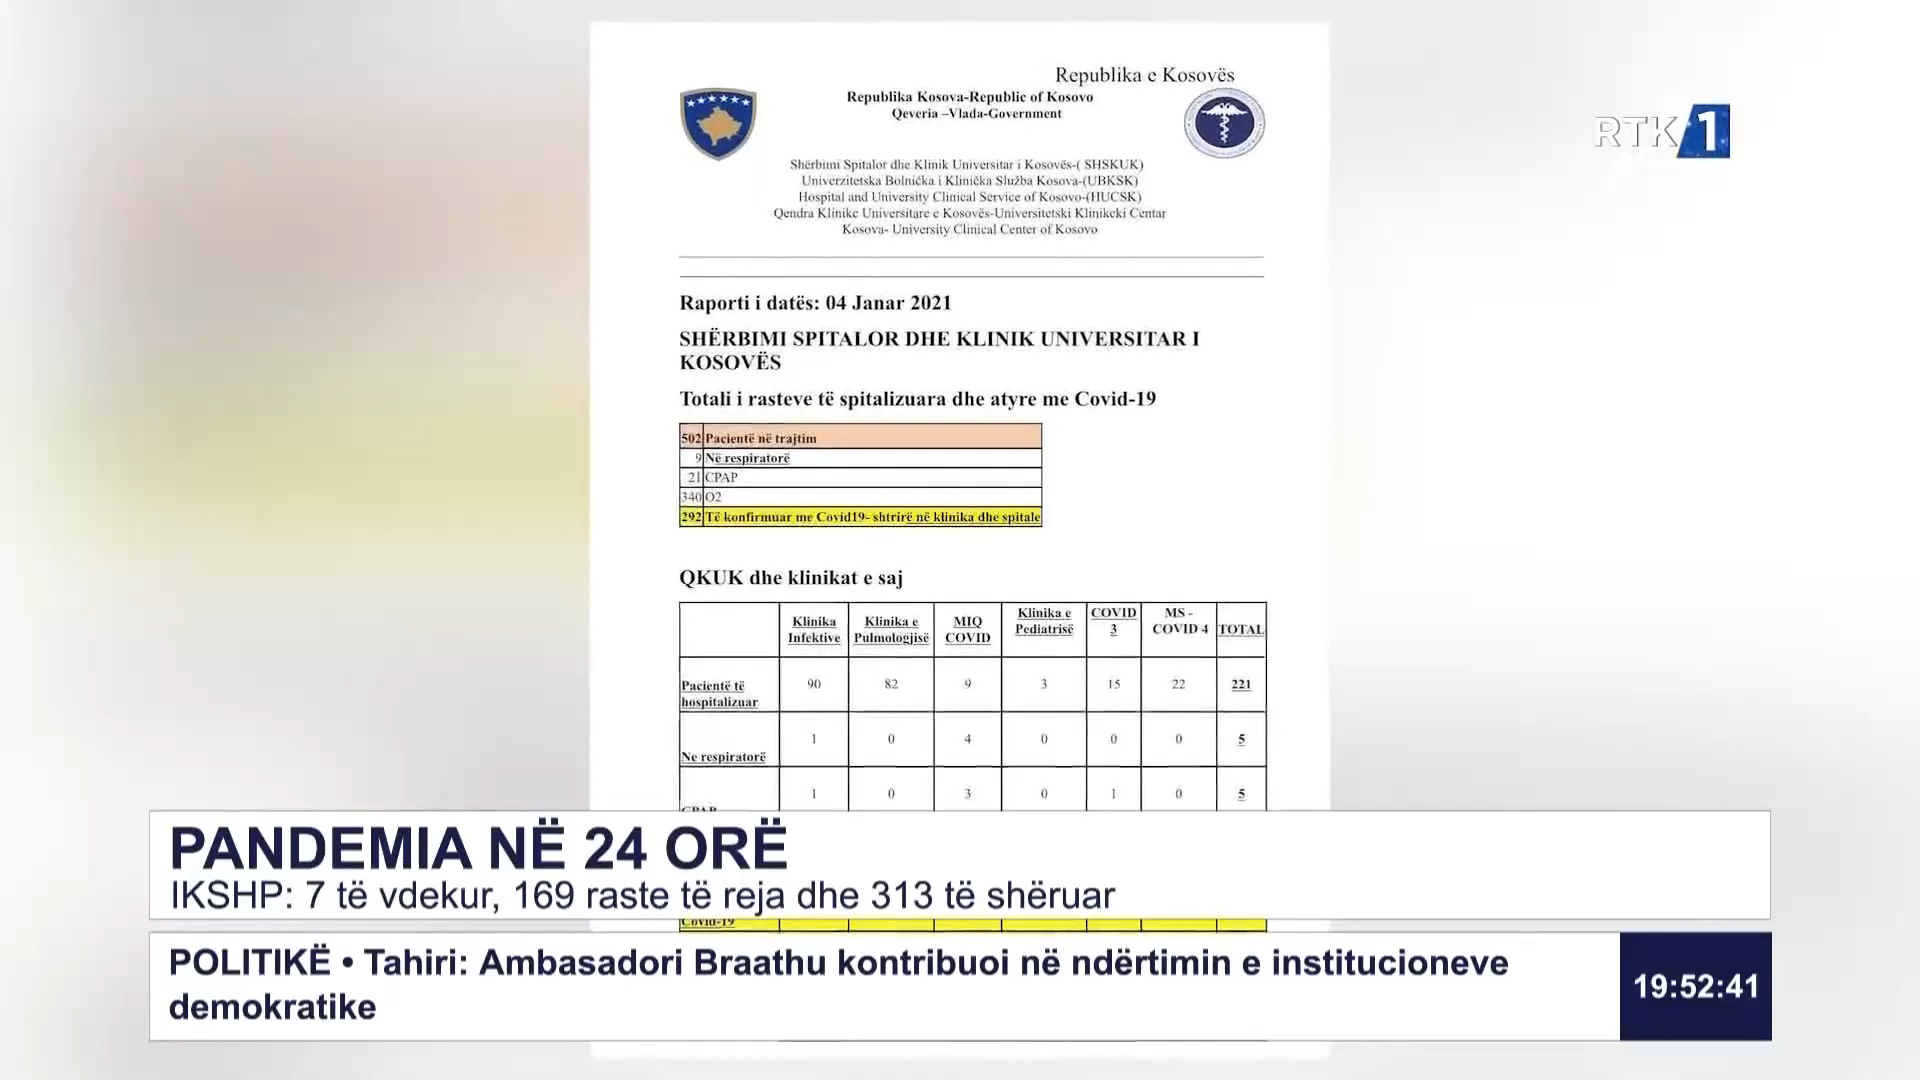 Republika e Kosovës
Republika Kosova-Republic of Kosovo
Qeveria –Vlada-Government
RTK 1
Shërbimi Spitalor dhe Klinik Universitar i Kosovës-( SHSKUK)
Univerzitetska Bolnička i Klinička Služba Kosova-(UBKSK)
Hospital and University Clinical Service of Kosovo-(HUCSK)
Qendra Klinike Universitare e Kosovës-Universitetski Klinikcki Centar
Kosova- University Clinical Center of Kosovo
Raporti i datës: 04 Janar 2021
SHËRBIMI SPITALOR DHE KLINIK UNIVERSITAR I
KOSOVËS
Totali i rasteve të spitalizuara dhe atyre me Covid-19
502 Pacientë në trajtim
9 Në respiratorë
21 CPAP
340 O2
292 Të konfirmuar me Covid19- shtrirë në klinika dhe spitale
QKUK dhe klinikat e saj
Klinika Infektive Klinika e Pulmologjisë MIQ COVID Klinika e Pediatrisë COVID 3 MS - COVID 4 TOTAL
Pacientë të hospitalizuar 90 82 9 3 15 22 221
Ne respiratorë 1 0 4 0 0 0 5
CPAP 1 0 3 0 1 0 5
PANDEMIA NË 24 ORË
IKSHP: 7 të vdekur, 169 raste të reja dhe 313 të shëruar
Covid-19
POLITIKË • Tahiri: Ambasadori Braathu kontribuoi në ndërtimin e institucioneve
demokratike
19:52:41